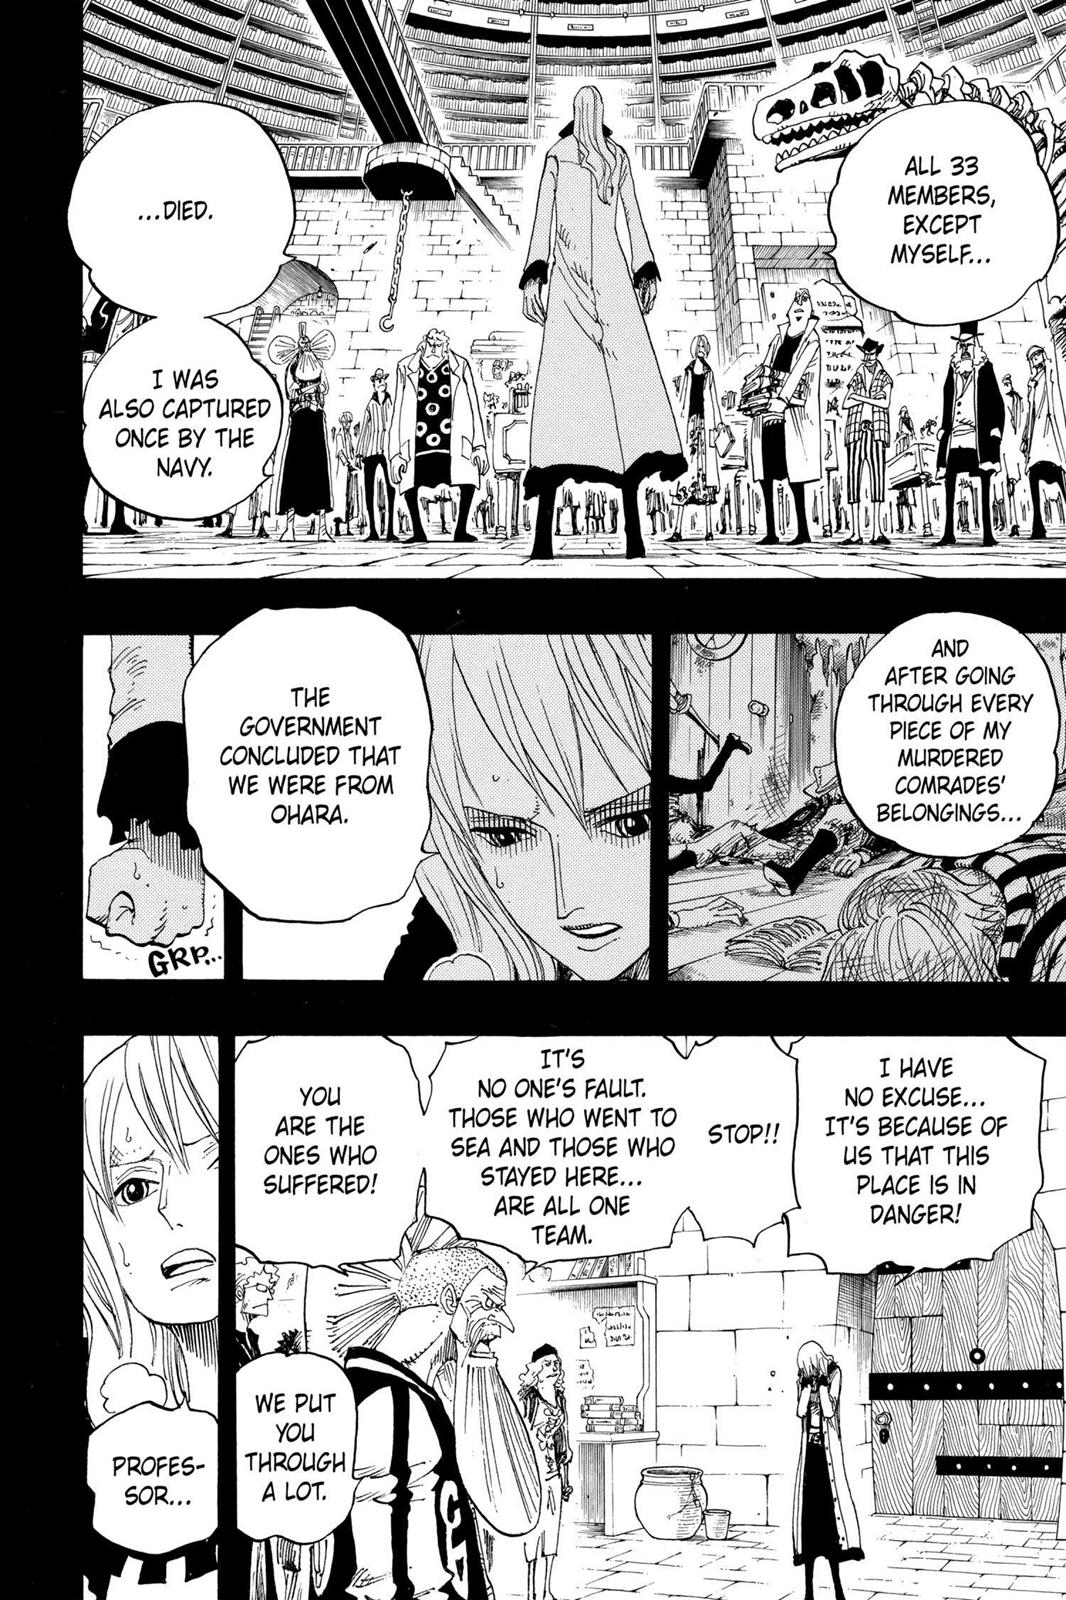 ALL 33
MEMBERS,
EXCEPT
MYSELF...
...DIED.
I WAS
ALSO CAPTURED
ONCE BY THE
NAVY.
AND
AFTER GOING
THROUGH EVERY
PIECE OF MY
MURDERED
COMRADES'
BELONGINGS...
THE
GOVERNMENT
CONCLUDED THAT
WE WERE FROM
OHARA.
GRP...
I HAVE
NO EXCUSE...
IT'S BECAUSE OF
US THAT THIS
PLACE IS IN
DANGER!
STOP!!
IT'S
NO ONE'S FAULT.
THOSE WHO WENT TO
SEA AND THOSE WHO
STAYED HERE...
ARE ALL ONE
TEAM.
YOU
ARE THE
ONES WHO
SUFFERED!
WE PUT
YOU
THROUGH
A LOT.
PROFES-
SOR...